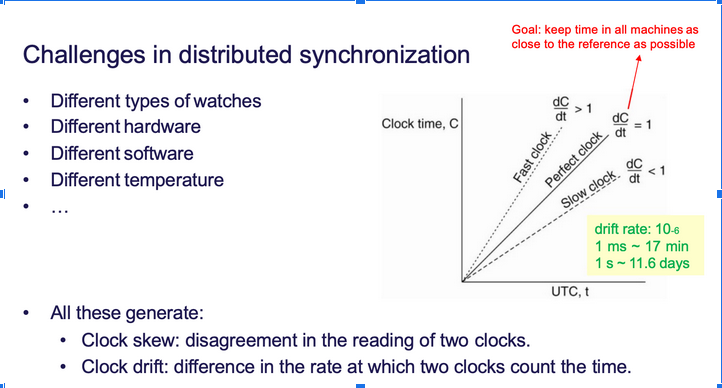 Goal: keep time in all machines as
close to the reference as possible
Challenges in distributed synchronization
• Different types of watches
• Different hardware
• Different software
• Different temperature
• …
Clock time, C
dC
dt
> 1
dC
dt
= 1
dC
dt
< 1
Fast clock
Perfect clock
Slow clock
drift rate: 10-6
1 ms ~ 17 min
1 s ~ 11.6 days
UTC, t
• All these generate:
• Clock skew: disagreement in the reading of two clocks.
• Clock drift: difference in the rate at which two clocks count the time.